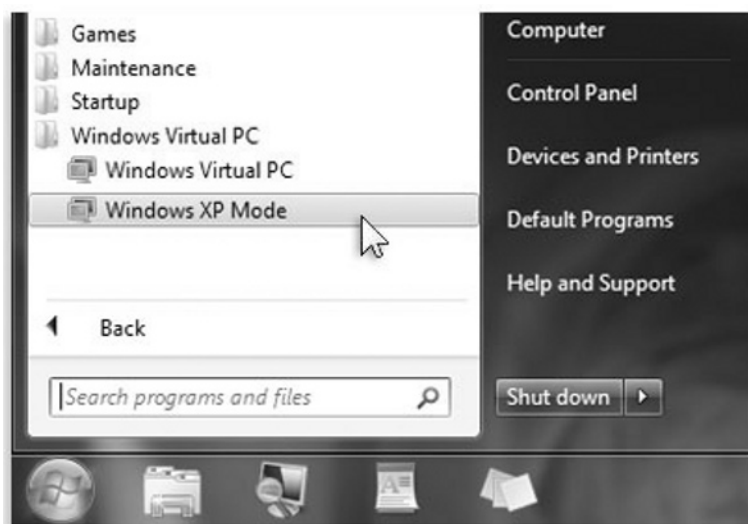 Games
Maintenance
Startup
Windows Virtual PC
Windows Virtual PC
Windows XP Mode
Back
Search programs and files
Computer
Control Panel
Devices and Printers
Default Programs
Help and Support
Shut down